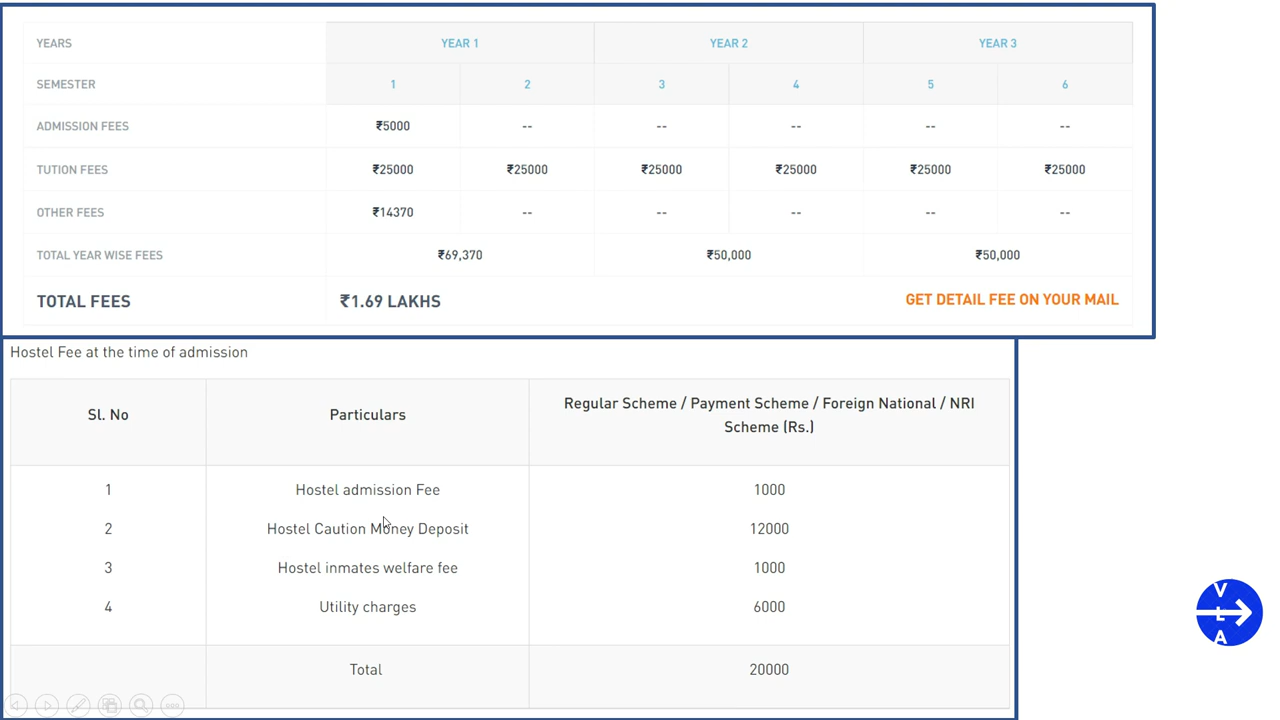 YEARS YEAR 1 YEAR 2 YEAR 3
SEMESTER 1 2 3 4 5 6
ADMISSION FEES ₹5000 -- -- -- -- --
TUTION FEES ₹25000 ₹25000 ₹25000 ₹25000 ₹25000 ₹25000
OTHER FEES ₹14370 -- -- -- -- --
TOTAL YEAR WISE FEES ₹69,370 ₹50,000 ₹50,000
TOTAL FEES ₹1.69 LAKHS GET DETAIL FEE ON YOUR MAIL
Hostel Fee at the time of admission
Sl. No Particulars Regular Scheme / Payment Scheme / Foreign National / NRI
Scheme (Rs.)
1 Hostel admission Fee 1000
2 Hostel Caution Money Deposit 12000
3 Hostel inmates welfare fee 1000
4 Utility charges 6000
Total 20000
V
L
A